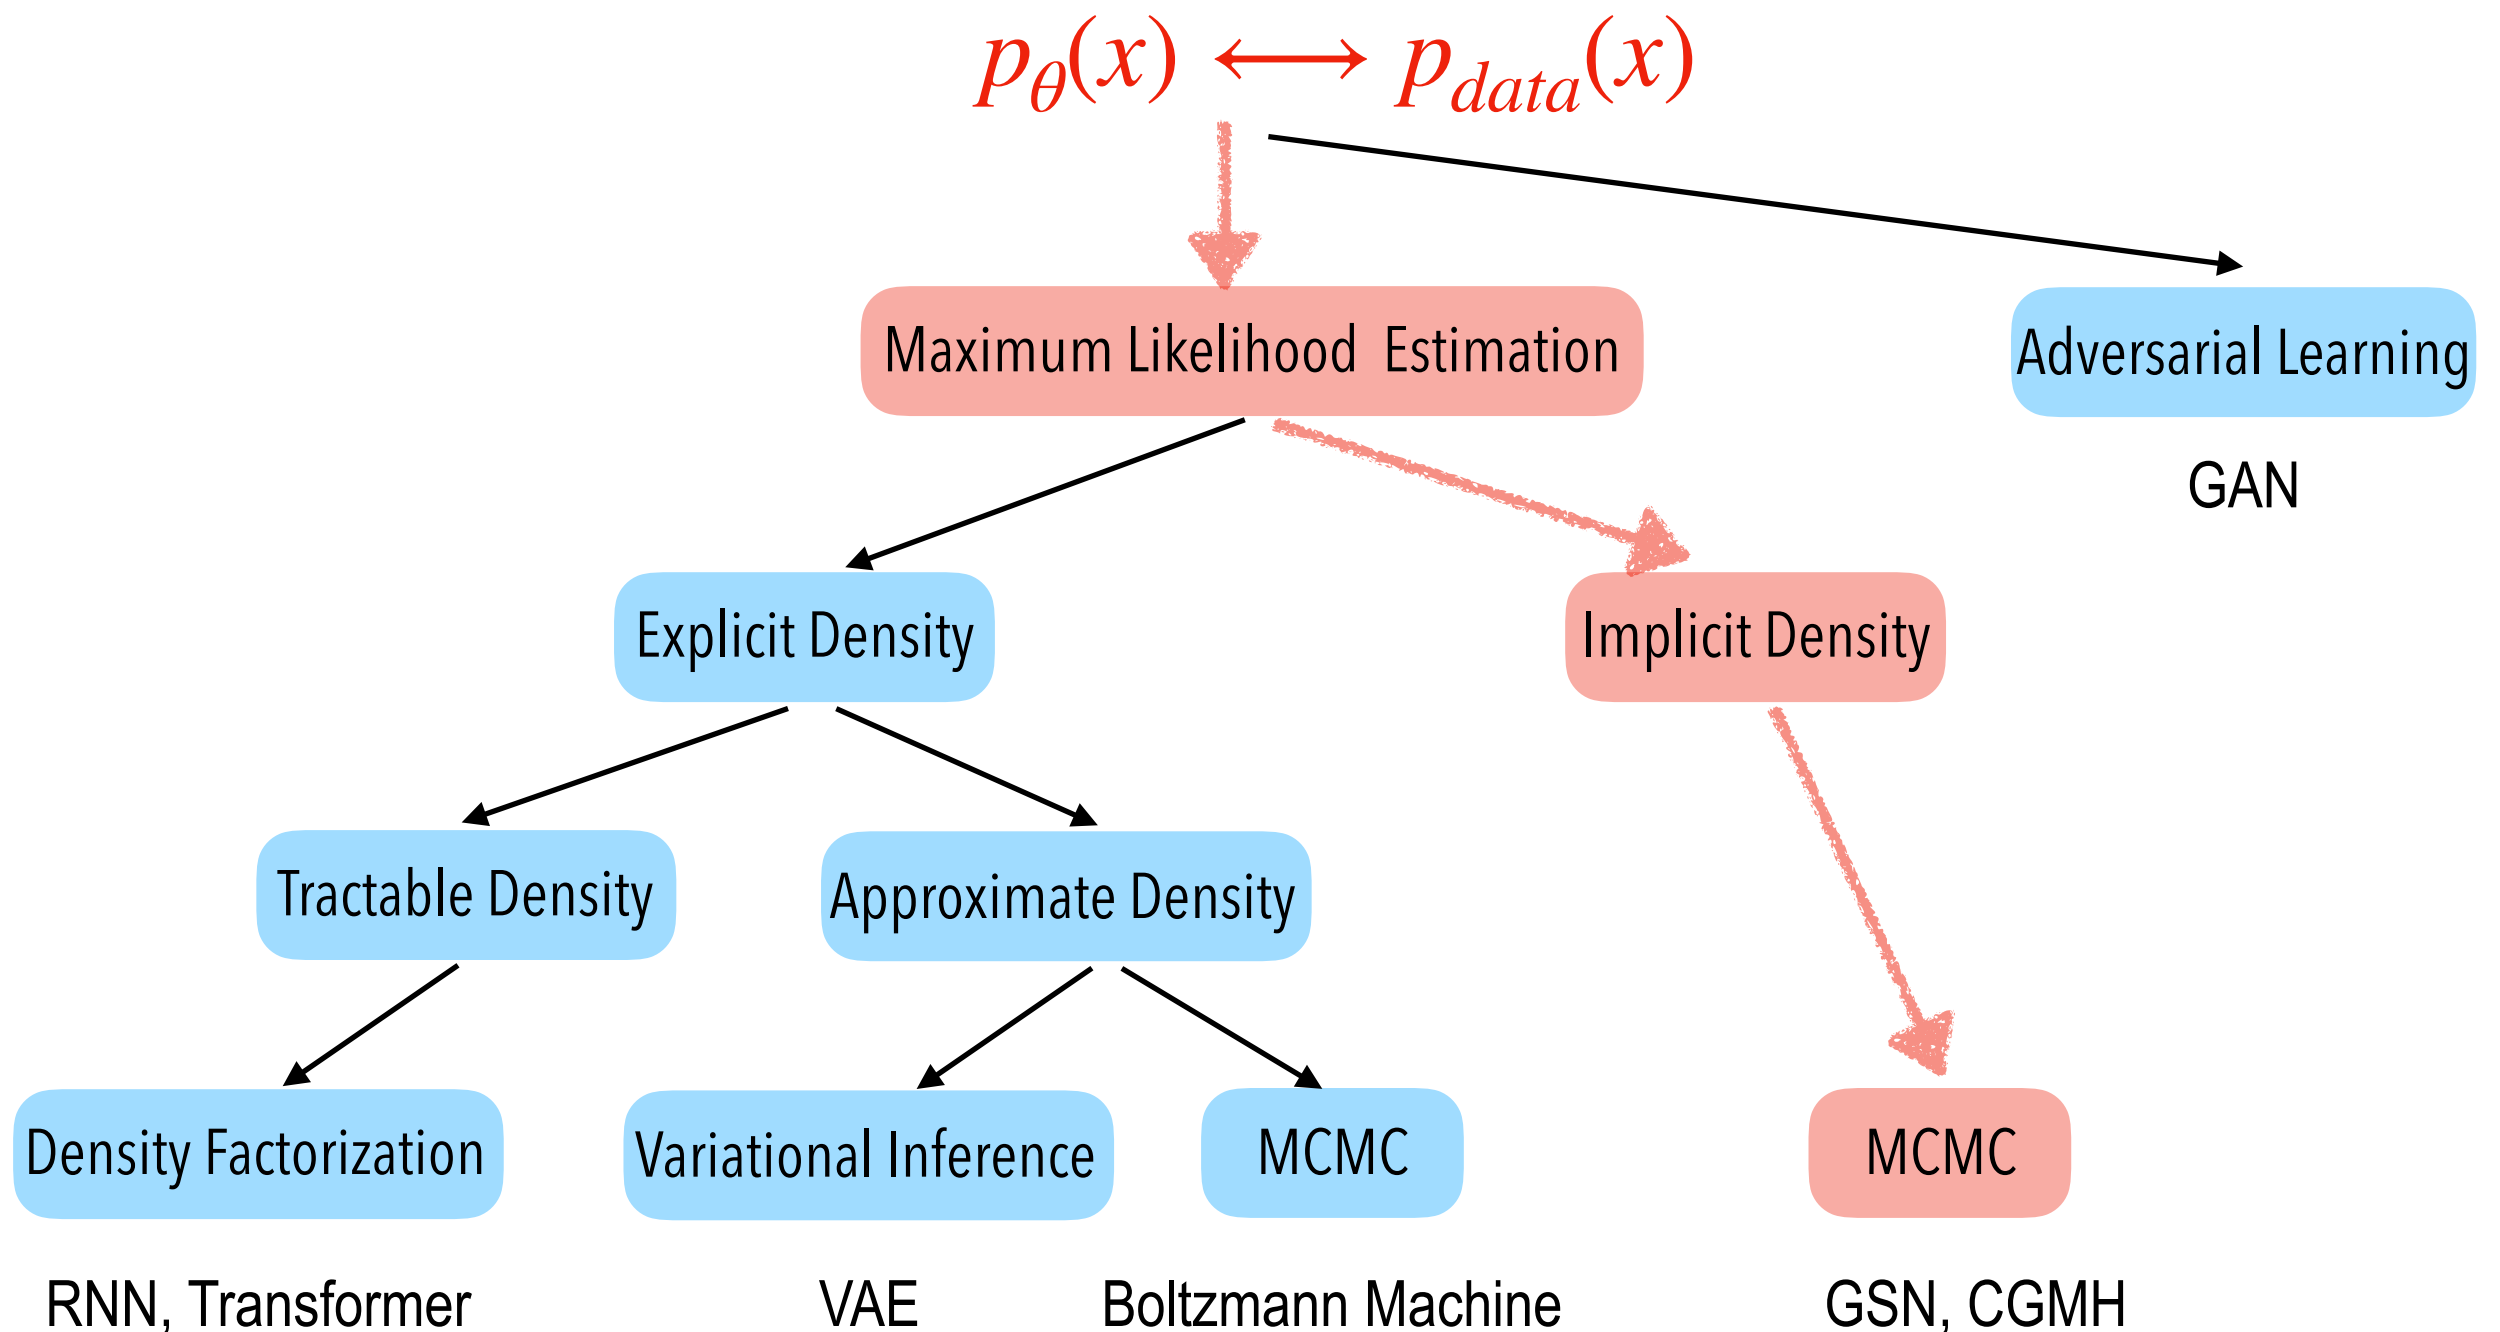 pθ(x) ⟷ pdata(x)
Maximum Likelihood Estimation
Adversarial Learning
GAN
Explicit Density
Implicit Density
Tractable Density
Approximate Density
Density Factorization
Variational Inference
MCMC
MCMC
RNN, Transformer
VAE
Boltzmann Machine
GSN, CGMH